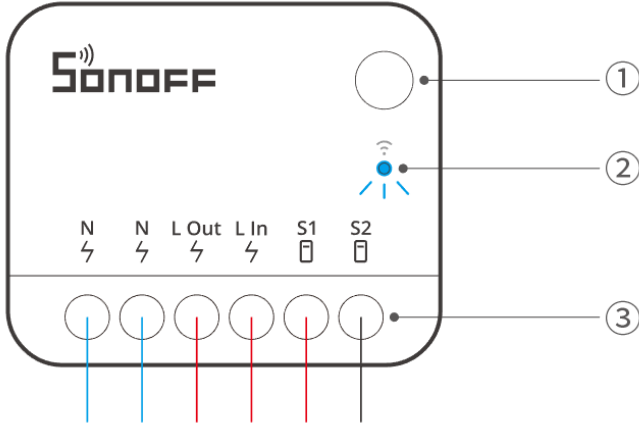 SONOFF
①
②
N N L Out L In S1 S2
③